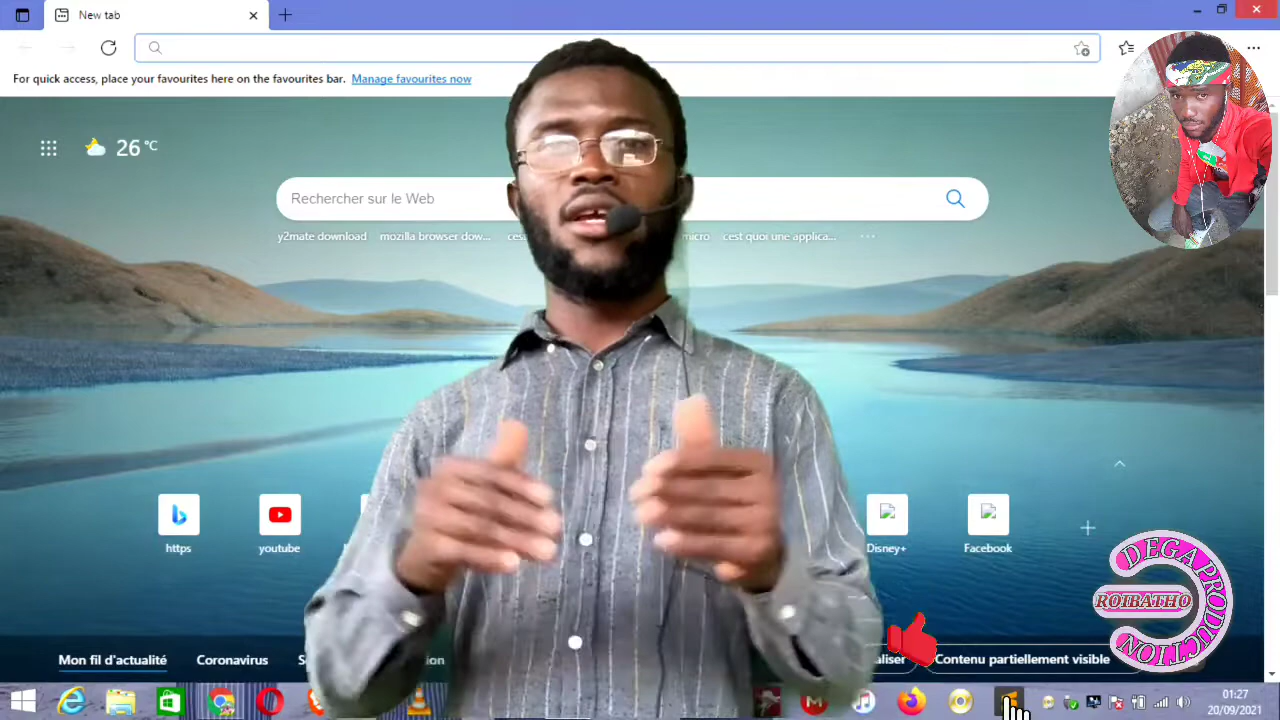 New tab
For quick access, place your favourites here on the favourites bar. Manage favourites now
26 °C
Rechercher sur le Web
y2mate download mozilla browser dow... micro cest quoi une applica... ...
https youtube Disney+ Facebook
DEGA PRODUCTION
ROIBATHO
Mon fil d'actualité Coronavirus Contenu partiellement visible
01:27
20/09/2021